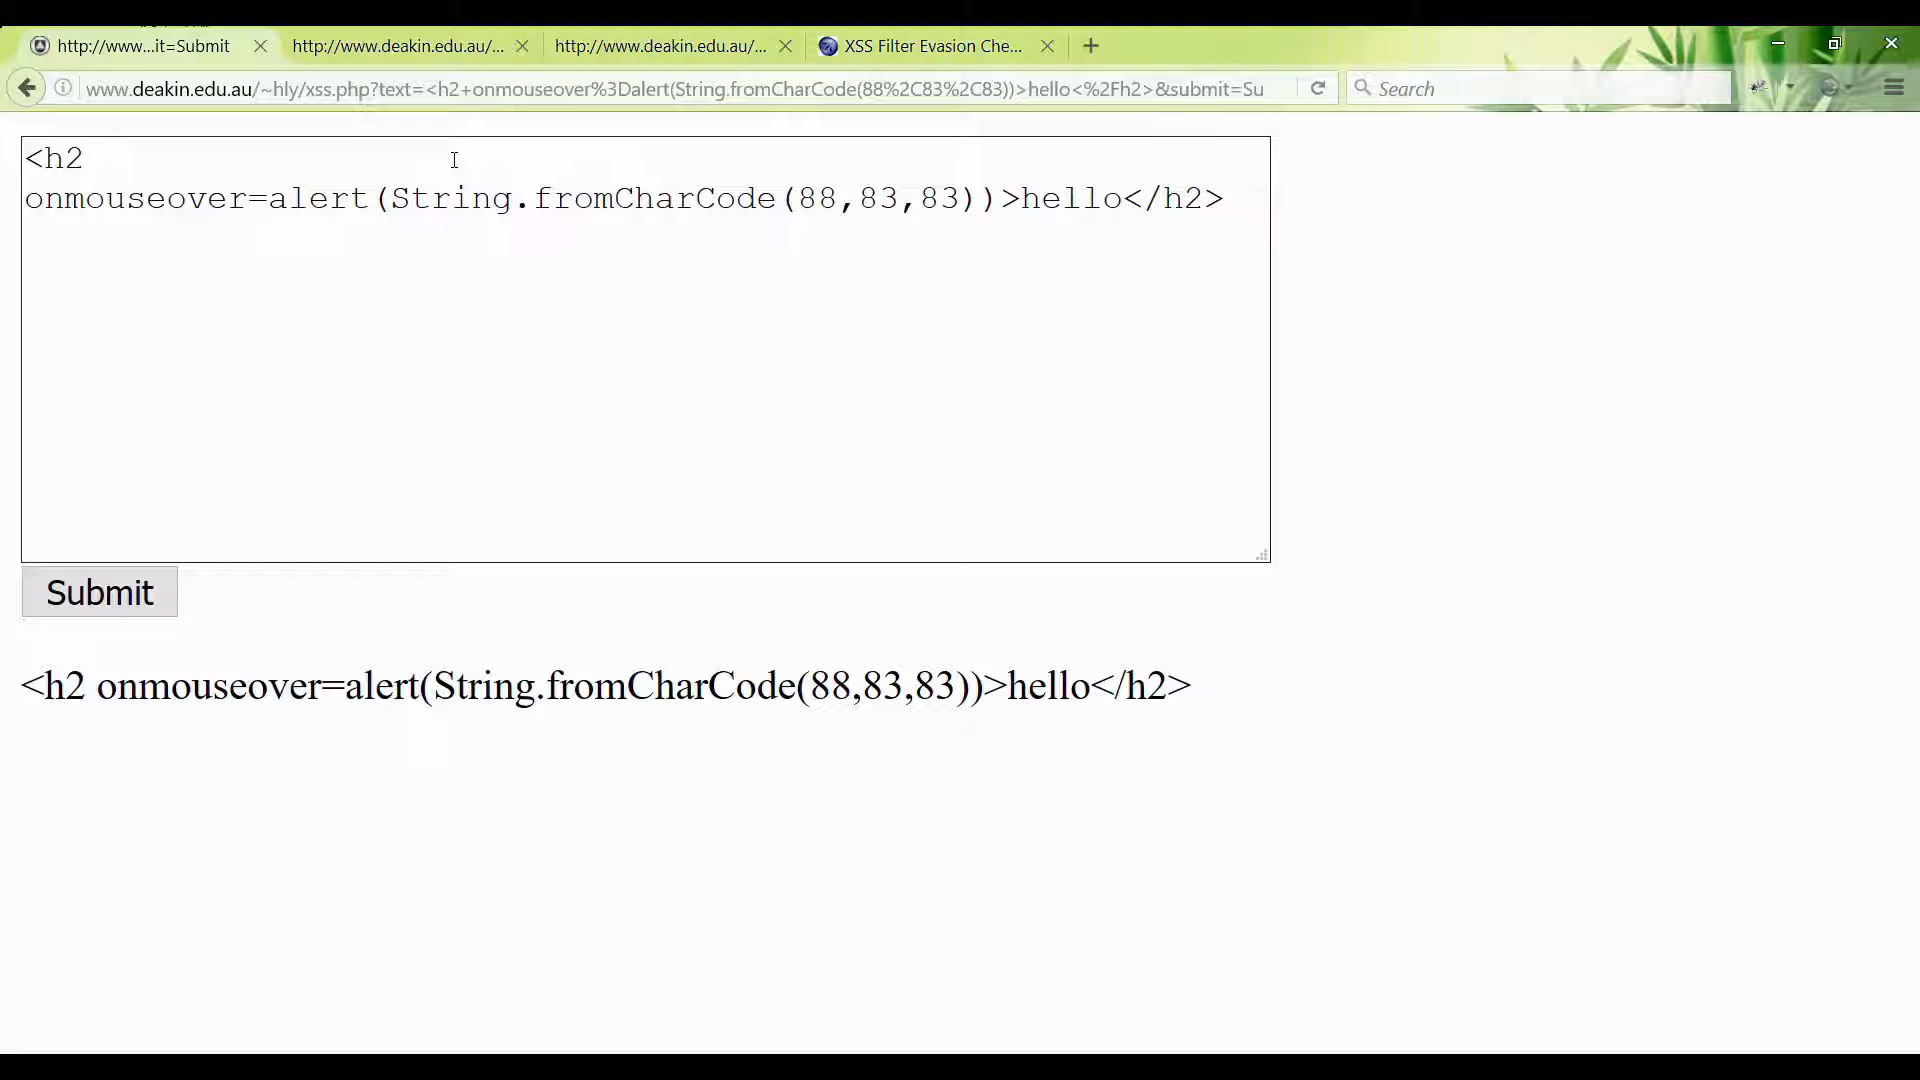 http://www...it=Submit
http://www.deakin.edu.au/...
http://www.deakin.edu.au/...
XSS Filter Evasion Che...
www.deakin.edu.au/~hly/xss.php?text=<h2+onmouseover%3Dalert(String.fromCharCode(88%2C83%2C83))>hello<%2Fh2>&submit=Su
Search
<h2
onmouseover=alert(String.fromCharCode(88,83,83))>hello</h2>
Submit
<h2 onmouseover=alert(String.fromCharCode(88,83,83))>hello</h2>